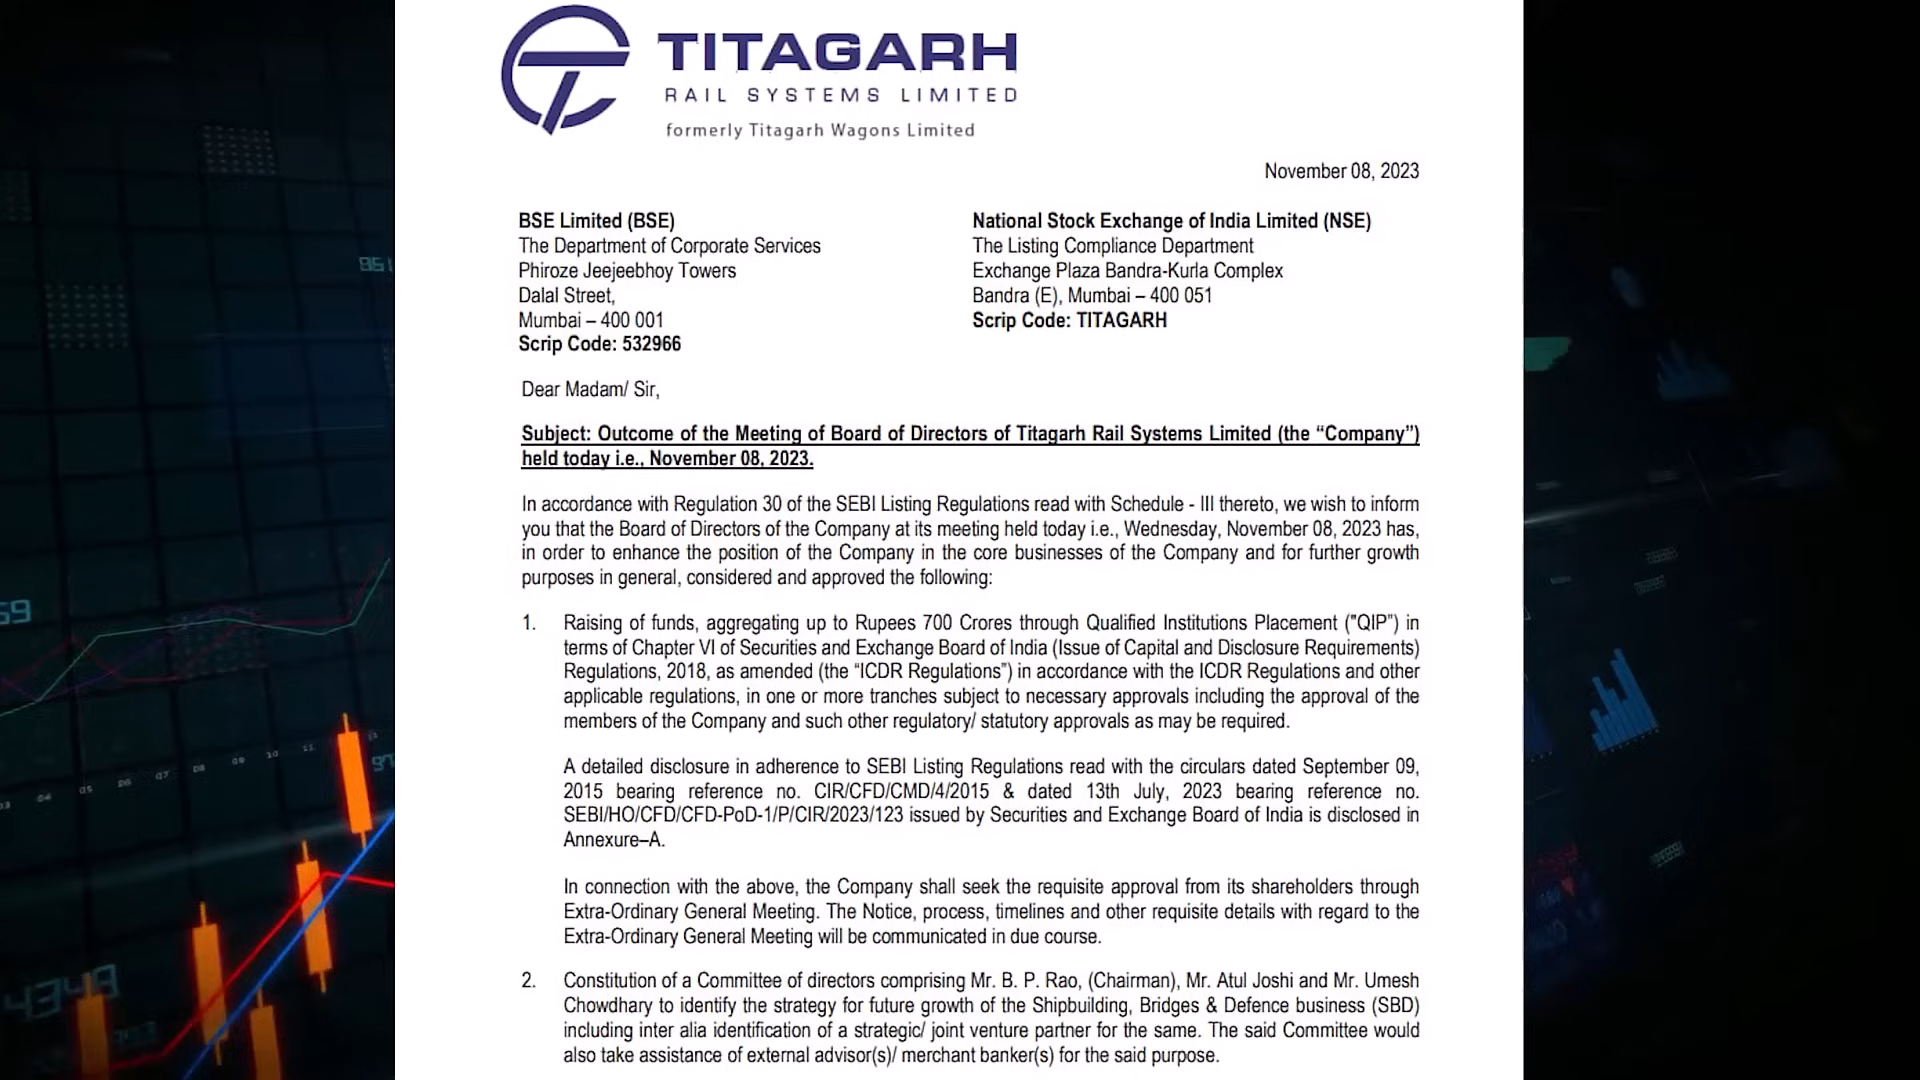 TITAGARH
RAIL SYSTEMS LIMITED
formerly Titagarh Wagons Limited
November 08, 2023
BSE Limited (BSE)
The Department of Corporate Services
Phiroze Jeejeebhoy Towers
Dalal Street,
Mumbai – 400 001
Scrip Code: 532966
National Stock Exchange of India Limited (NSE)
The Listing Compliance Department
Exchange Plaza Bandra-Kurla Complex
Bandra (E), Mumbai – 400 051
Scrip Code: TITAGARH
Dear Madam/ Sir,
Subject: Outcome of the Meeting of Board of Directors of Titagarh Rail Systems Limited (the “Company”)
held today i.e., November 08, 2023.
In accordance with Regulation 30 of the SEBI Listing Regulations read with Schedule - III thereto, we wish to inform
you that the Board of Directors of the Company at its meeting held today i.e., Wednesday, November 08, 2023 has,
in order to enhance the position of the Company in the core businesses of the Company and for further growth
purposes in general, considered and approved the following:
1. Raising of funds, aggregating up to Rupees 700 Crores through Qualified Institutions Placement ("QIP") in
terms of Chapter VI of Securities and Exchange Board of India (Issue of Capital and Disclosure Requirements)
Regulations, 2018, as amended (the “ICDR Regulations”) in accordance with the ICDR Regulations and other
applicable regulations, in one or more tranches subject to necessary approvals including the approval of the
members of the Company and such other regulatory/ statutory approvals as may be required.
A detailed disclosure in adherence to SEBI Listing Regulations read with the circulars dated September 09,
2015 bearing reference no. CIR/CFD/CMD/4/2015 & dated 13th July, 2023 bearing reference no.
SEBI/HO/CFD/CFD-PoD-1/P/CIR/2023/123 issued by Securities and Exchange Board of India is disclosed in
Annexure–A.
In connection with the above, the Company shall seek the requisite approval from its shareholders through
Extra-Ordinary General Meeting. The Notice, process, timelines and other requisite details with regard to the
Extra-Ordinary General Meeting will be communicated in due course.
2. Constitution of a Committee of directors comprising Mr. B. P. Rao, (Chairman), Mr. Atul Joshi and Mr. Umesh
Chowdhary to identify the strategy for future growth of the Shipbuilding, Bridges & Defence business (SBD)
including inter alia identification of a strategic/ joint venture partner for the same. The said Committee would
also take assistance of external advisor(s)/ merchant banker(s) for the said purpose.
951
59
03 04 05 06 07 08 09 10 11
97
4349